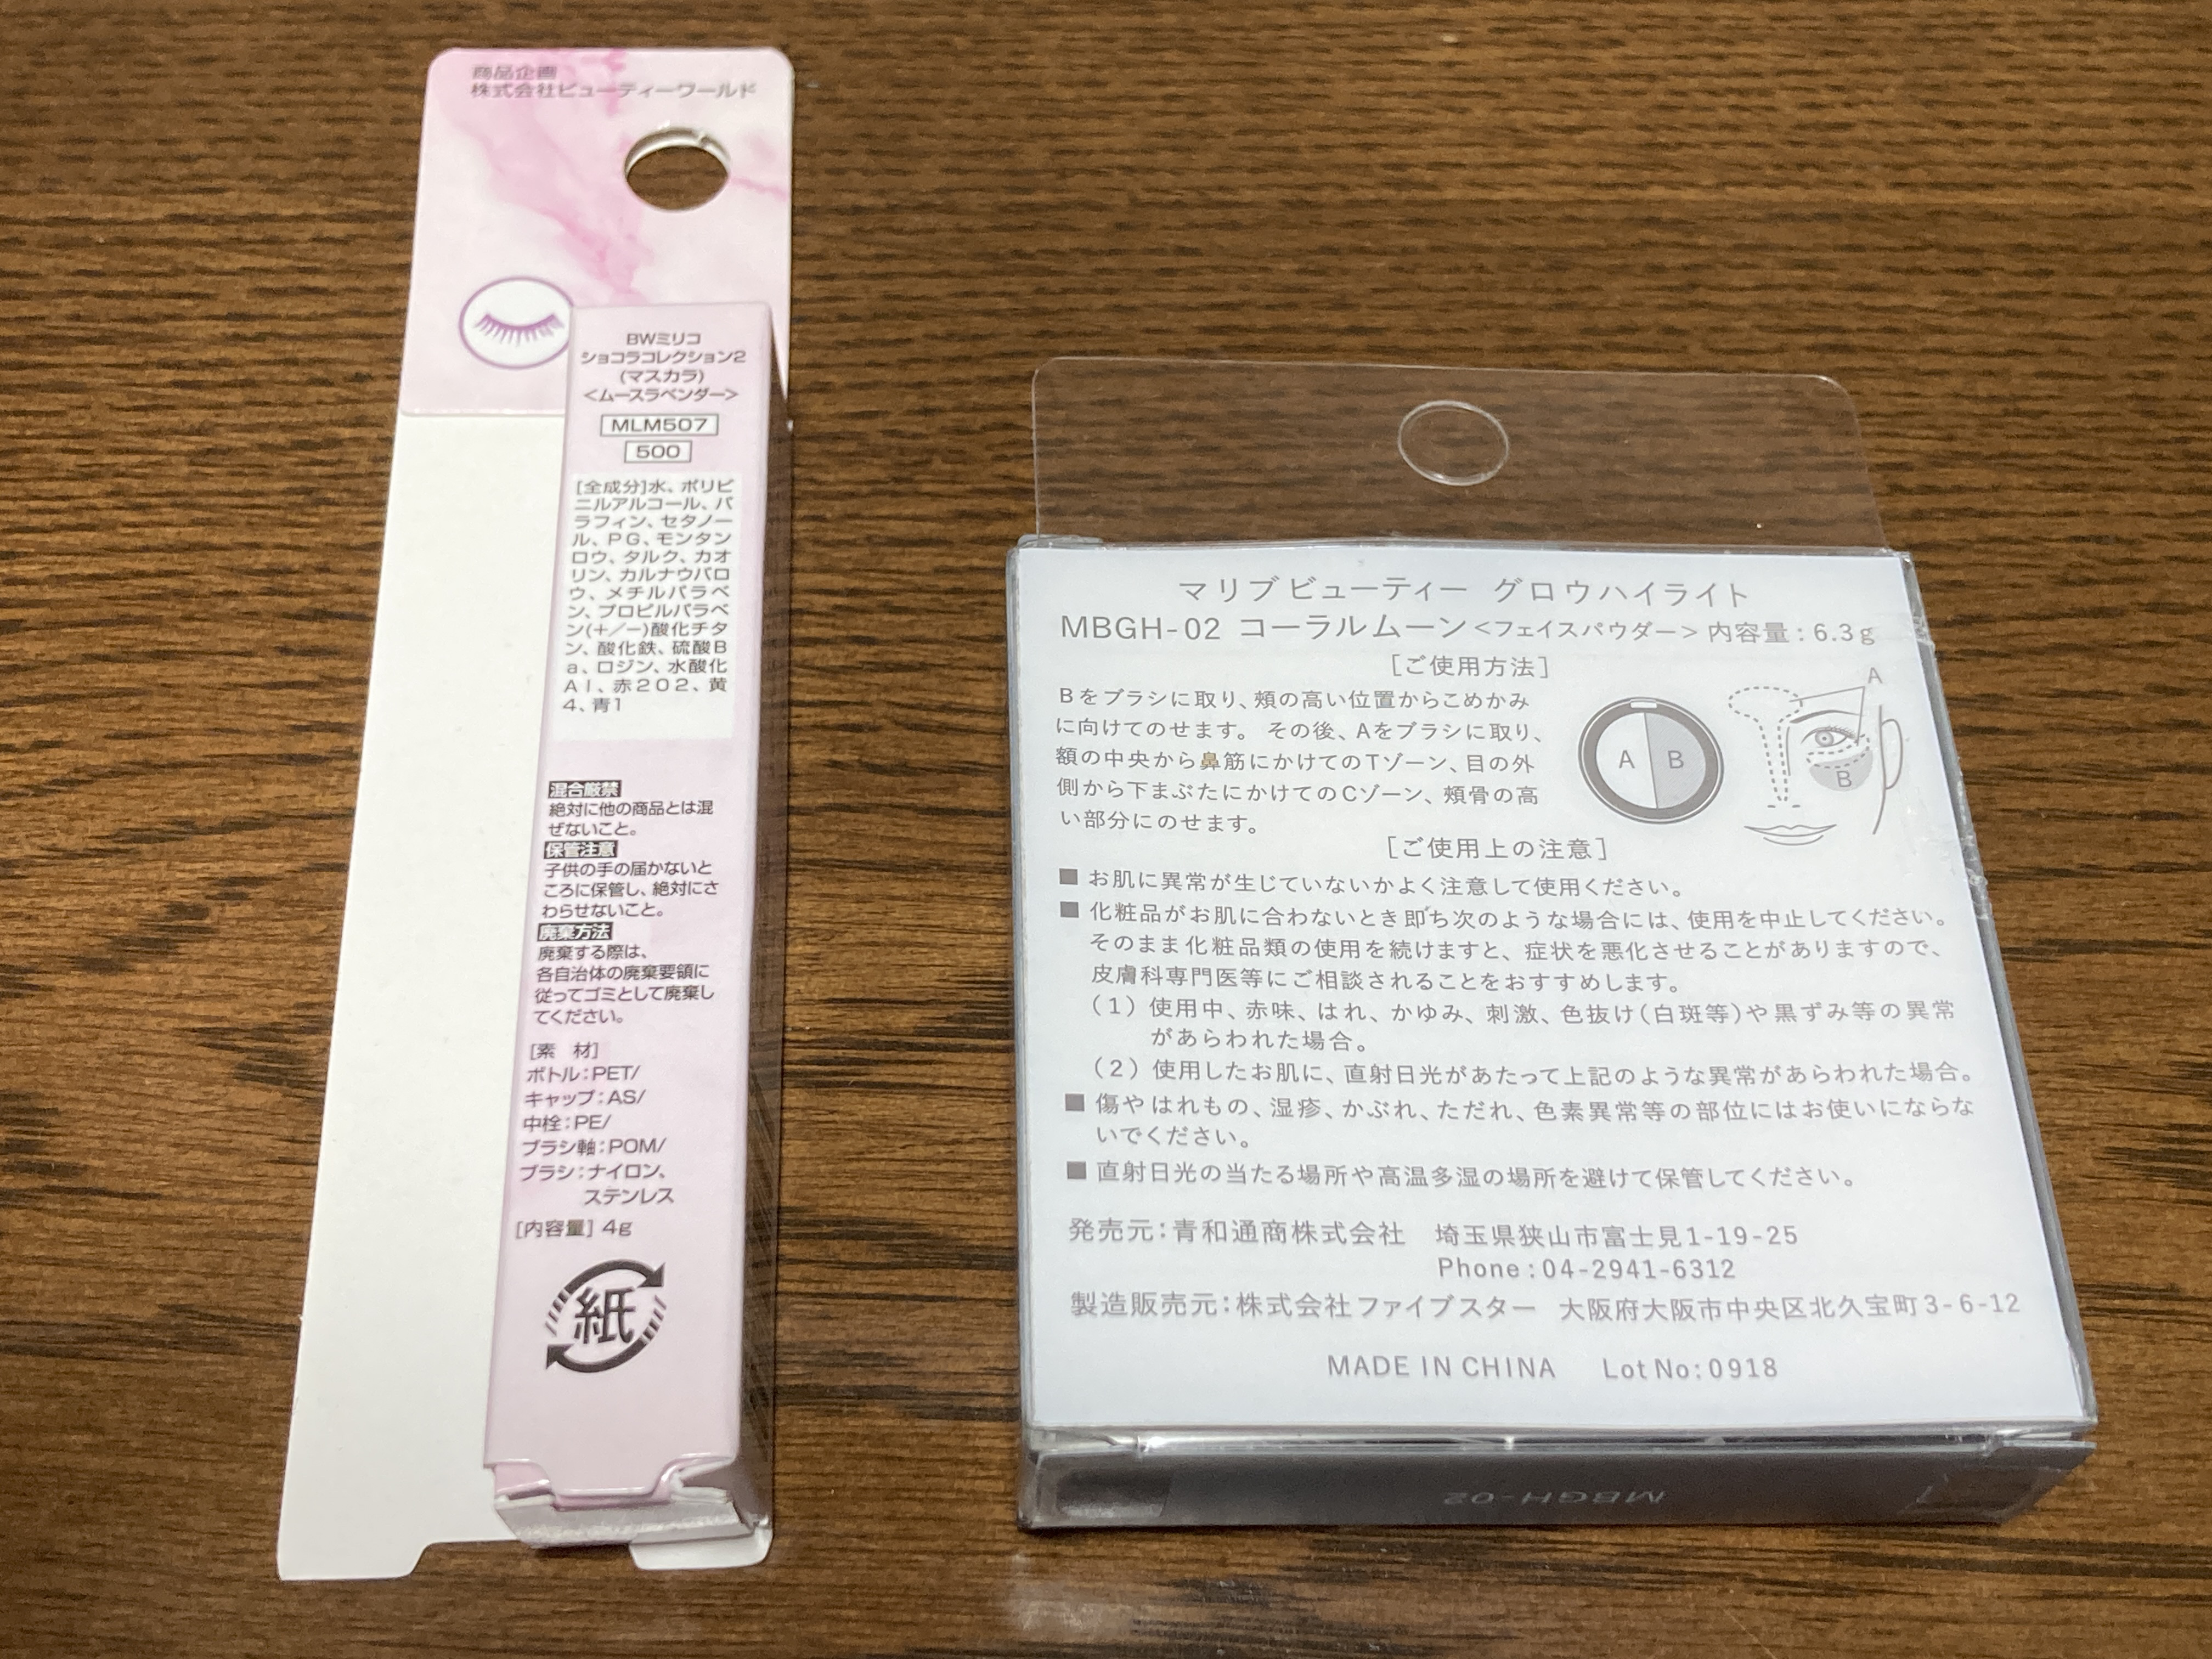 商品企画
株式会社ビューティーワールド
BWミリコ
ショコラコレクション2
(マスカラ)
<ムースラベンダー>
MLM507
500
[全成分]水、ポリビ
ニルアルコール、パ
ラフィン、セタノー
ル、PG、モンタン
ロウ、タルク、カオ
リン、カルナウバロ
ウ、メチルパラベ
ン、プロピルパラベ
ン(+/-)酸化チタ
ン、酸化鉄、硫酸B
a、ロジン、水酸化
Al、赤202、黄
4、青1
混合厳禁
絶対に他の商品とは混
ぜないこと。
保管注意
子供の手の届かないと
ころに保管し、絶対にさ
わらせないこと。
廃棄方法
廃棄する際は、
各自治体の廃棄要領に
従ってゴミとして廃棄し
てください。
[素 材]
ボトル:PET/
キャップ:AS/
中栓:PE/
ブラシ軸:POM/
ブラシ:ナイロン、
ステンレス
[内容量] 4g
紙
マリブビューティー グロウハイライト
MBGH-02 コーラルムーン<フェイスパウダー> 内容量:6.3g
[ご使用方法]
Bをブラシに取り、頬の高い位置からこめかみ
に向けてのせます。 その後、Aをブラシに取り、
額の中央から鼻筋にかけてのTゾーン、目の外
側から下まぶたにかけてのCゾーン、頬骨の高
い部分にのせます。
A
B
A
B
[ご使用上の注意]
■ お肌に異常が生じていないかよく注意して使用ください。
■ 化粧品がお肌に合わないとき即ち次のような場合には、使用を中止してください。
そのまま化粧品類の使用を続けますと、症状を悪化させることがありますので、
皮膚科専門医等にご相談されることをおすすめします。
(1) 使用中、赤味、はれ、かゆみ、刺激、色抜け(白斑等)や黒ずみ等の異常
があらわれた場合。
(2) 使用したお肌に、直射日光があたって上記のような異常があらわれた場合。
■ 傷やはれもの、湿疹、かぶれ、ただれ、色素異常等の部位にはお使いにならな
いでください。
■ 直射日光の当たる場所や高温多湿の場所を避けて保管してください。
発売元:青和通商株式会社 埼玉県狭山市富士見1-19-25
Phone:04-2941-6312
製造販売元:株式会社ファイブスター 大阪府大阪市中央区北久宝町3-6-12
MADE IN CHINA Lot No:0918
MBGH-02